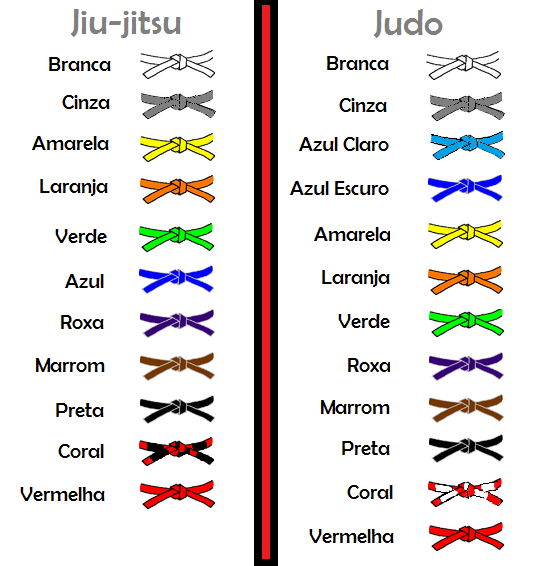 Jiu-jitsu
Branca
Cinza
Amarela
Laranja
Verde
Azul
Roxa
Marrom
Preta
Coral
Vermelha
Judo
Branca
Cinza
Azul Claro
Azul Escuro
Amarela
Laranja
Verde
Roxa
Marrom
Preta
Coral
Vermelha